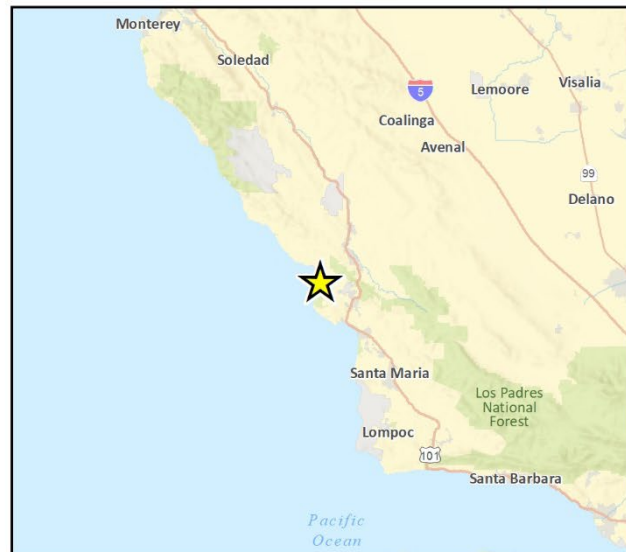 Monterey
Soledad
5
Lemoore
Visalia
Coalinga
Avenal
99
Delano
Santa Maria
Los Padres
National
Forest
Lompoc
101
Santa Barbara
Pacific
Ocean